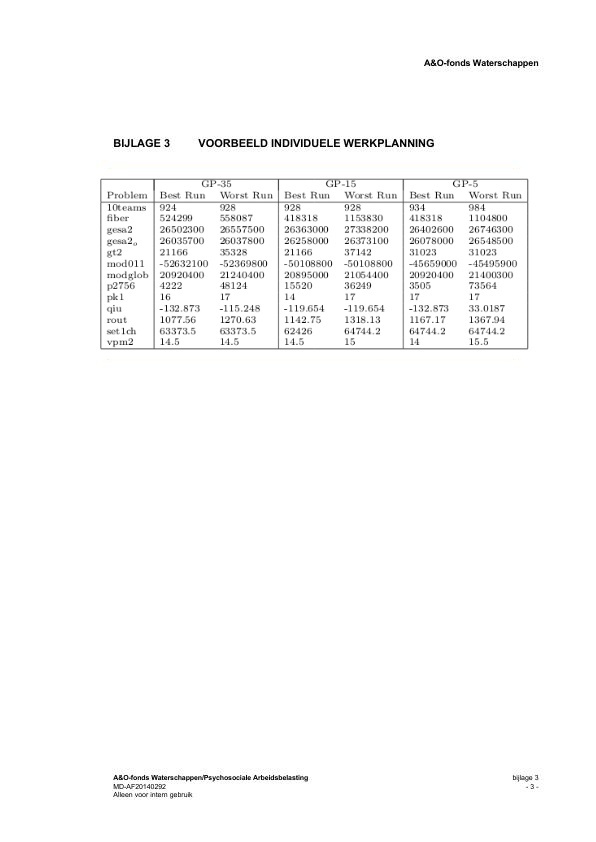 A&O-fonds Waterschappen
BIJLAGE 3 VOORBEELD INDIVIDUELE WERKPLANNING
GP-35 GP-15 GP-5
Problem Best Run Worst Run Best Run Worst Run Best Run Worst Run
10teams 924 928 928 928 934 984
fiber 524299 558087 418318 1153830 418318 1104800
gesa2 26502300 26557500 26363000 27338200 26402600 26746300
gesa2_o 26035700 26037800 26258000 26373100 26078000 26548500
gt2 21166 35328 21166 37142 31023 31023
mod011 -52632100 -52369800 -50108800 -50108800 -45659000 -45495900
modglob 20920400 21240400 20895000 21054400 20920400 21400300
p2756 4222 48124 15520 36249 3505 73564
pk1 16 17 14 17 17 17
qiu -132.873 -115.248 -119.654 -119.654 -132.873 33.0187
rout 1077.56 1270.63 1142.75 1318.13 1167.17 1367.94
set1ch 63373.5 63373.5 62426 64744.2 64744.2 64744.2
vpm2 14.5 14.5 14.5 15 14 15.5
A&O-fonds Waterschappen/Psychosociale Arbeidsbelasting bijlage 3
MD-AF20140292 - 3 -
Alleen voor intern gebruik